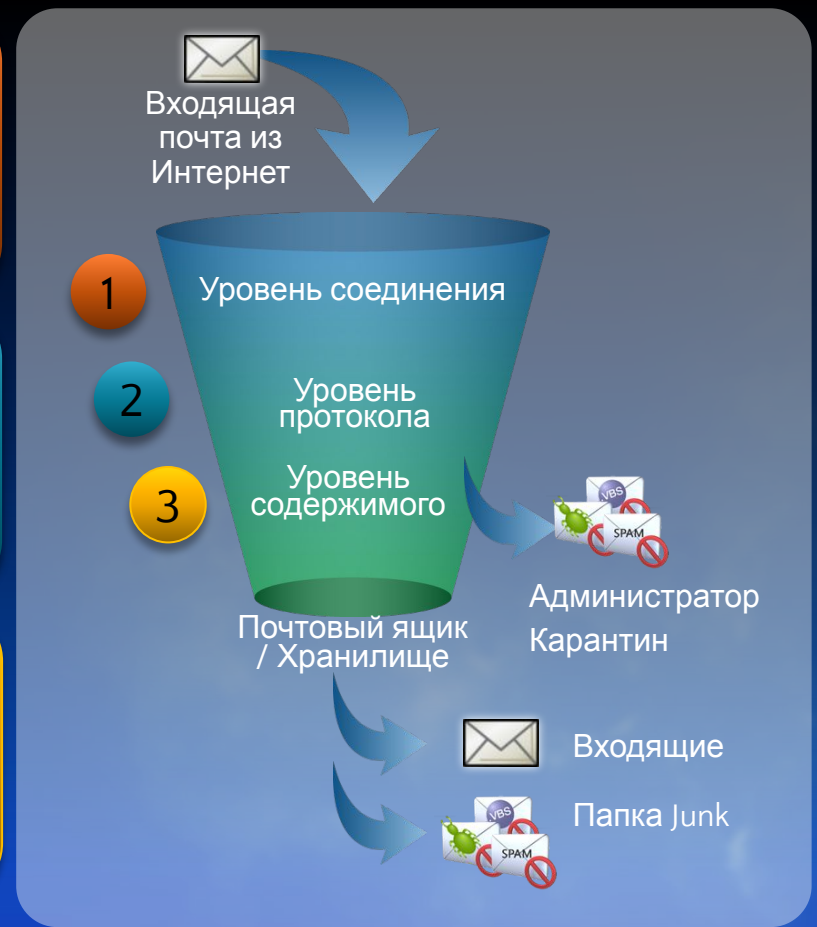 Входящая
почта из
Интернет
1
Уровень соединения
2
Уровень
протокола
3
Уровень
содержимого
VBS
SPAM
Администратор
Карантин
Почтовый ящик
/ Хранилище
Входящие
Папка Junk
VBS
SPAM